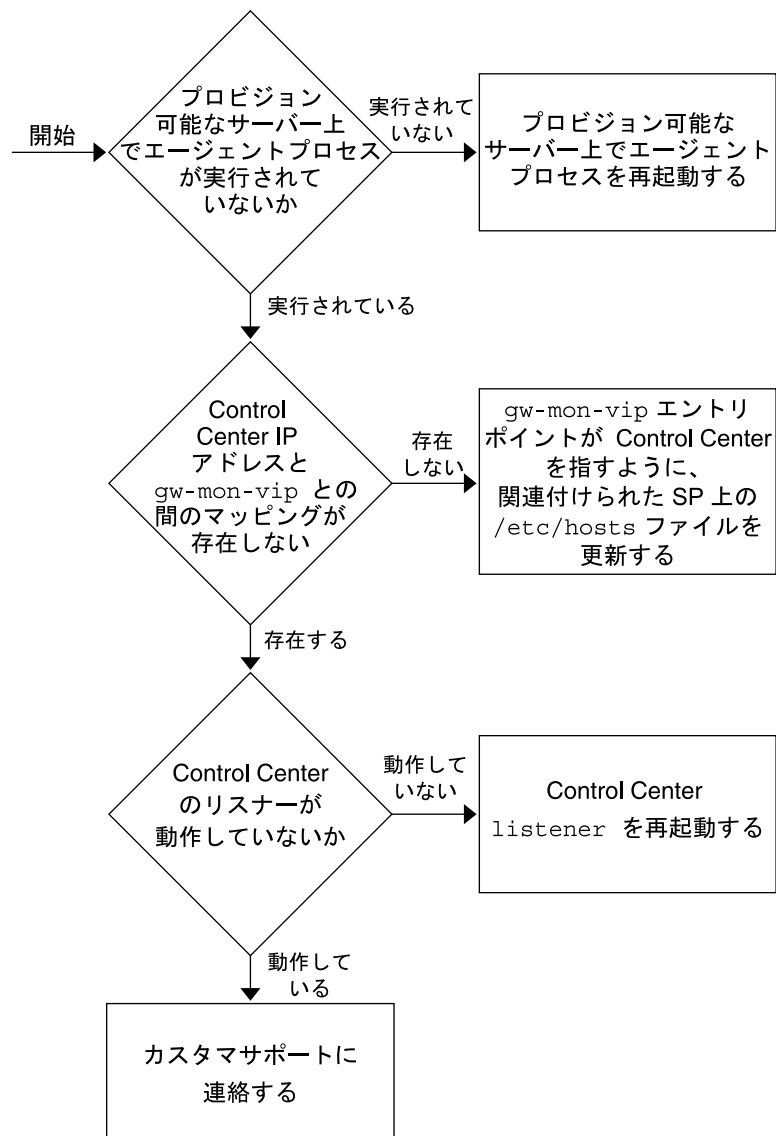 開始
プロビジョン
可能なサーバー上
でエージェントプロセス
が実行されて
いないか
実行されて
いない
プロビジョン可能な
サーバー上でエージェント
プロセスを再起動する
実行されている
Control
Center IP
アドレスと
gw-mon-vip との
間のマッピングが
存在しない
存在
しない
gw-mon-vip エントリ
ポイントが Control Center
を指すように、
関連付けられた SP 上の
/etc/hosts ファイルを
更新する
存在する
Control Center
のリスナーが
動作していないか
動作して
いない
Control Center
listener を再起動する
動作して
いる
カスタマサポートに
連絡する